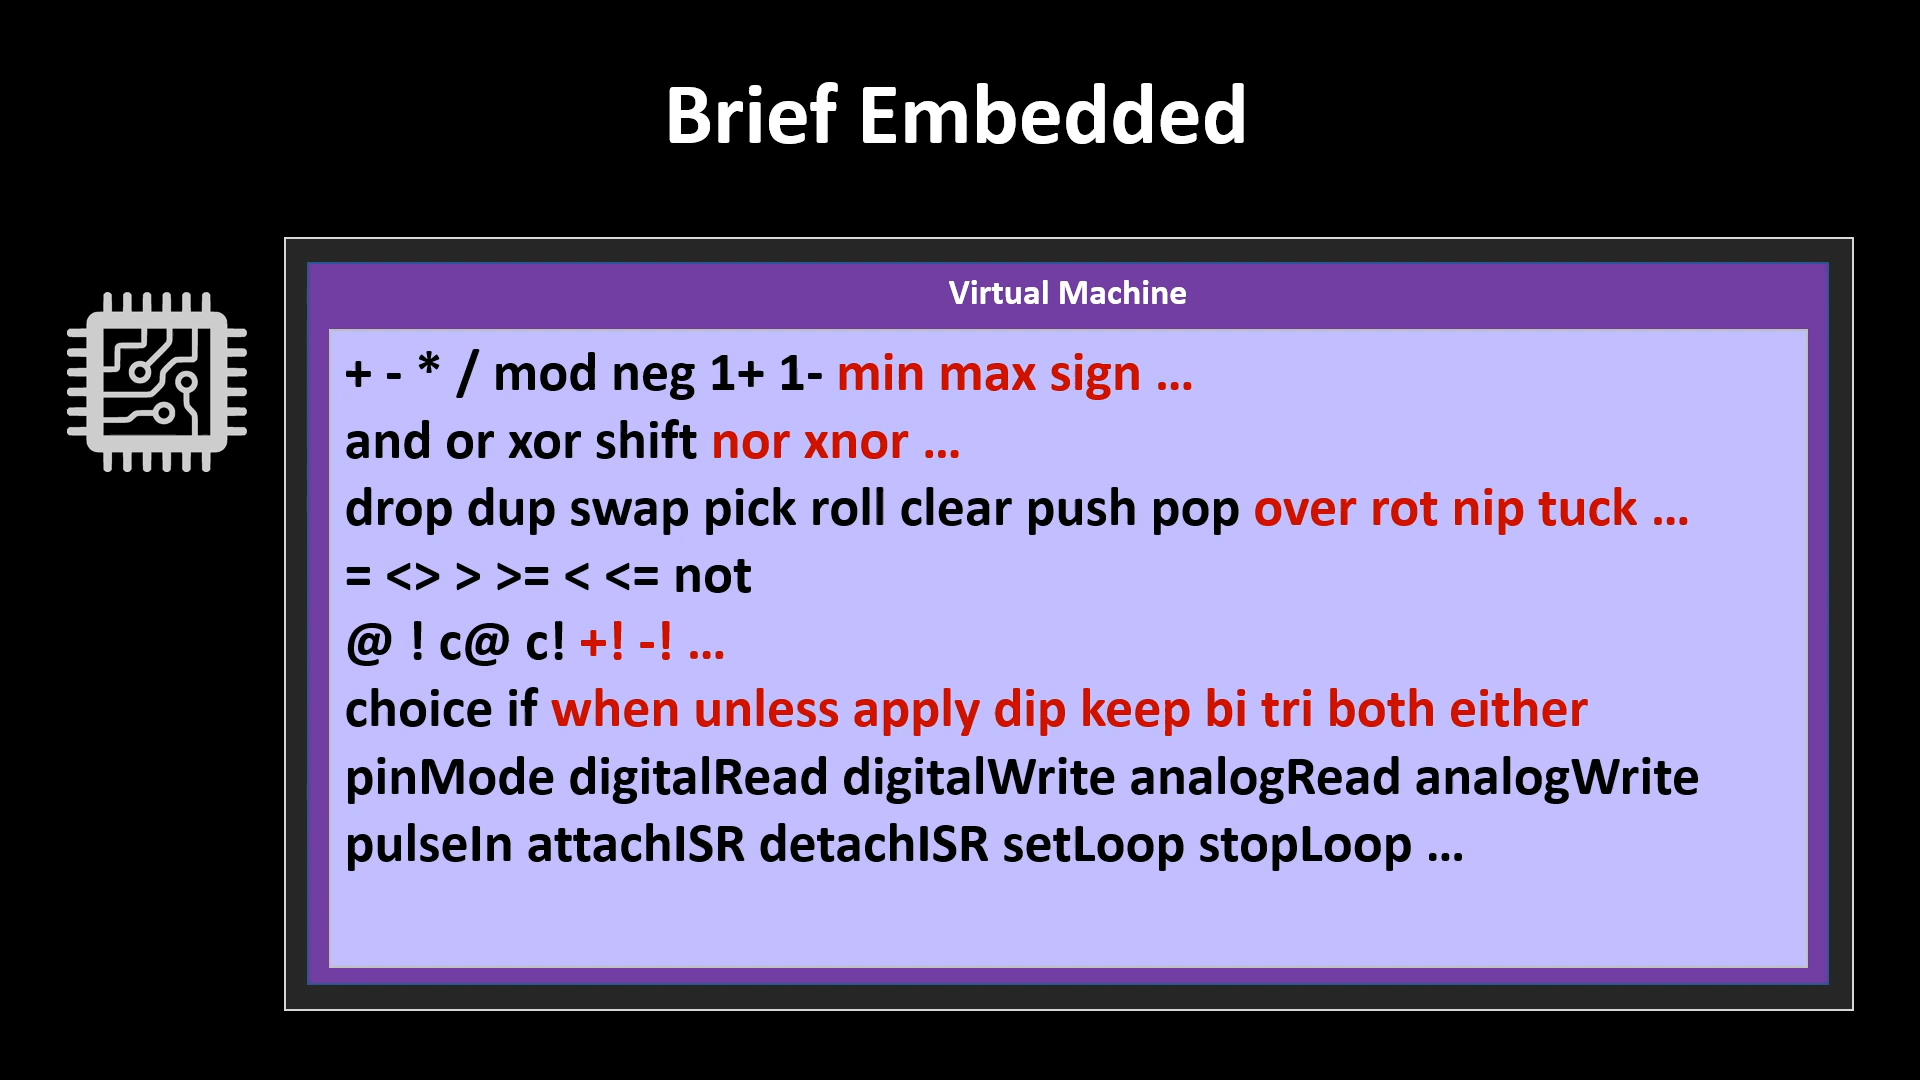 Brief Embedded
Virtual Machine
+ - * / mod neg 1+ 1- min max sign …
and or xor shift nor xnor …
drop dup swap pick roll clear push pop over rot nip tuck …
= <> > >= < <= not
@ ! c@ c! +! -! …
choice if when unless apply dip keep bi tri both either
pinMode digitalRead digitalWrite analogRead analogWrite
pulseIn attachISR detachISR setLoop stopLoop …